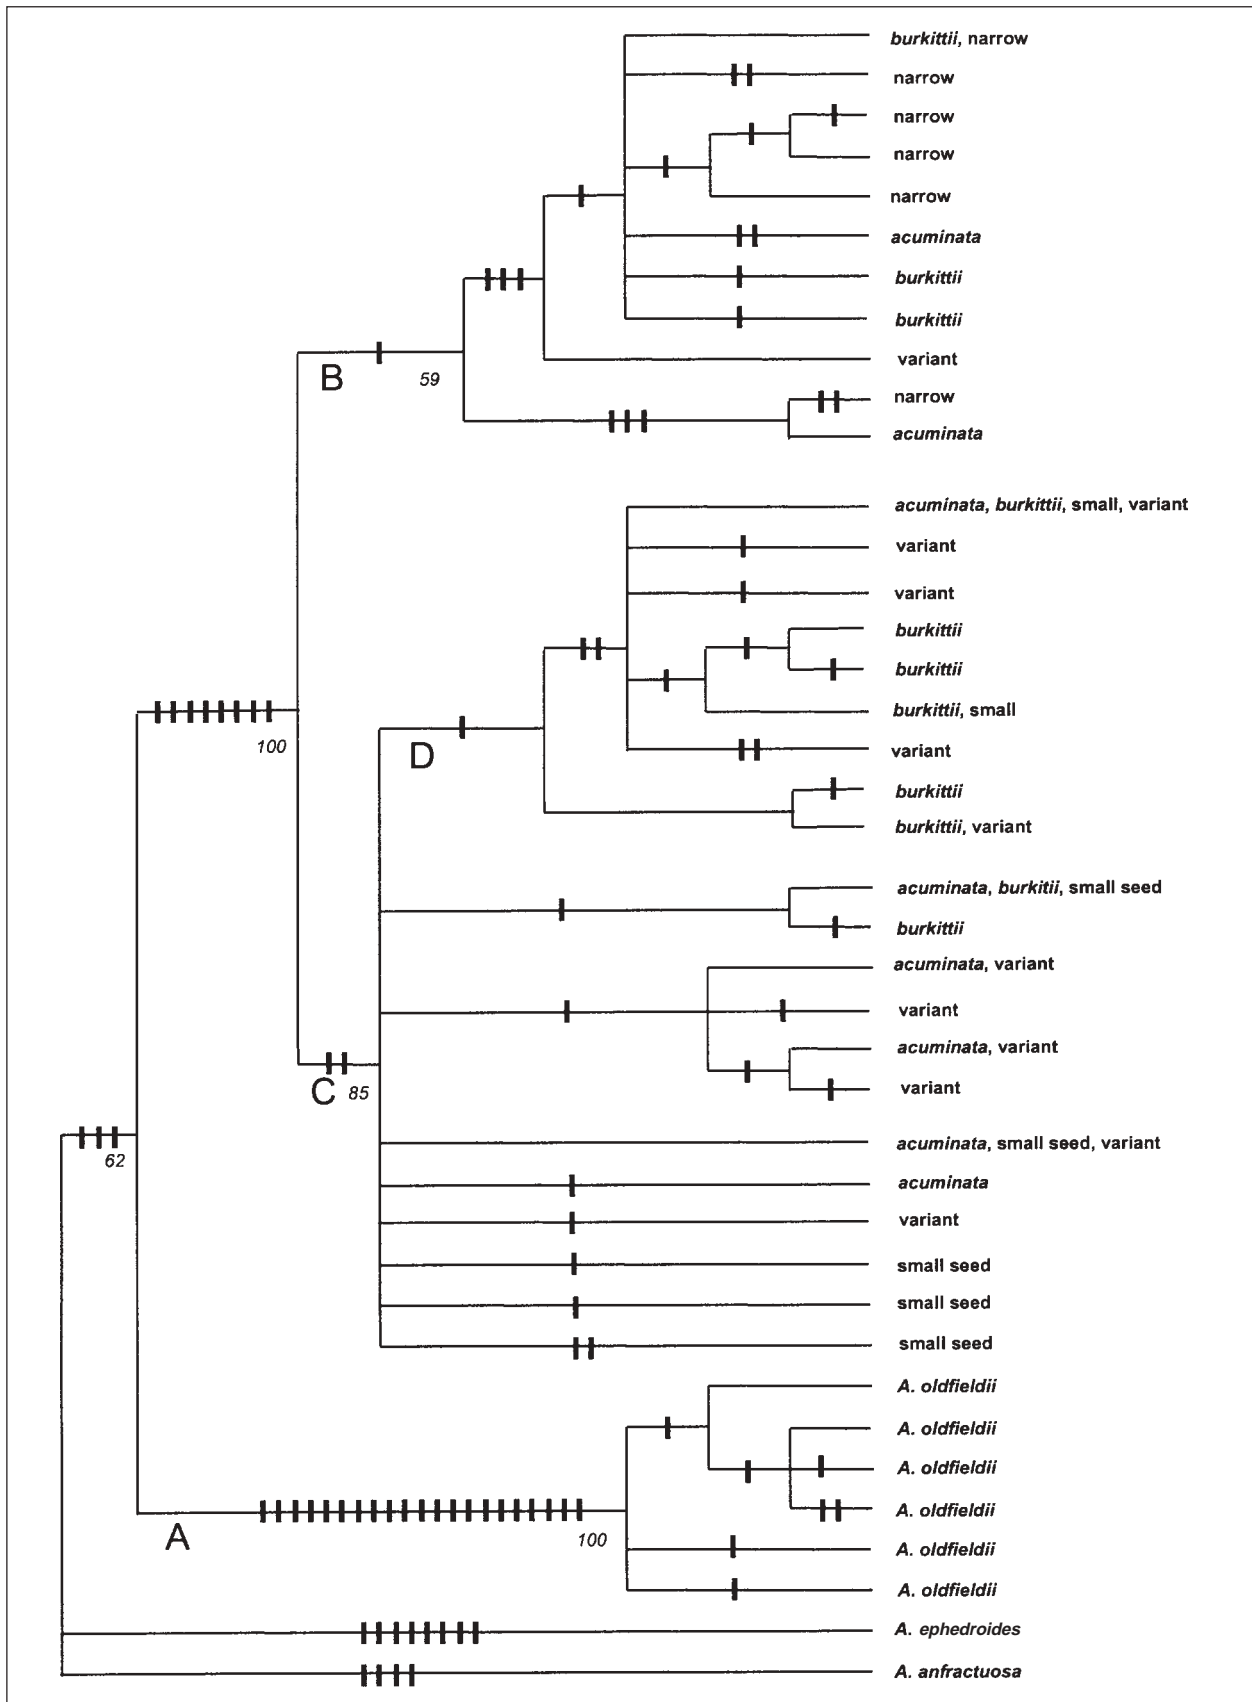 burkittii, narrow
narrow
narrow
narrow
narrow
acuminata
burkittii
burkittii
variant
B
59
narrow
acuminata
acuminata, burkittii, small, variant
variant
variant
burkittii
burkittii
burkittii, small
100
D
variant
burkittii
burkittii, variant
acuminata, burkitii, small seed
burkittii
acuminata, variant
variant
acuminata, variant
C 85
variant
62
acuminata, small seed, variant
acuminata
variant
small seed
small seed
small seed
A. oldfieldii
A. oldfieldii
A. oldfieldii
A. oldfieldii
A
100
A. oldfieldii
A. oldfieldii
A. ephedroides
A. anfractuosa